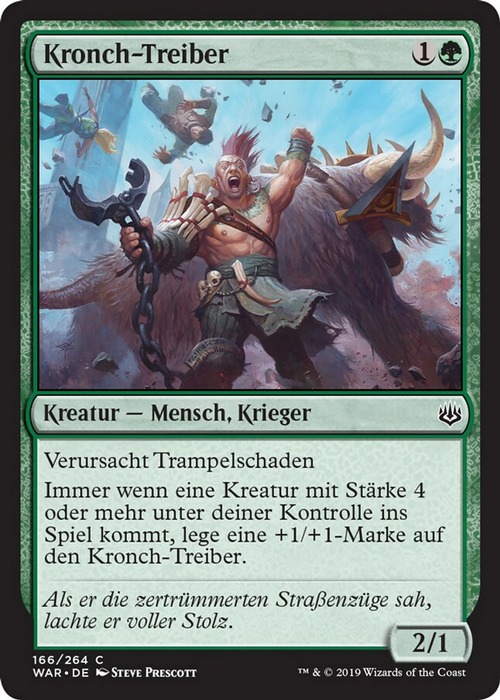 Kronch-Treiber 1
Kreatur — Mensch, Krieger
Verursacht Trampelschaden
Immer wenn eine Kreatur mit Stärke 4
oder mehr unter deiner Kontrolle ins
Spiel kommt, lege eine +1/+1-Marke auf
den Kronch-Treiber.
Als er die zertrümmerten Straßenzüge sah,
lachte er voller Stolz.
2/1
166/264 C
WAR • DE Steve Prescott
™ & © 2019 Wizards of the Coast